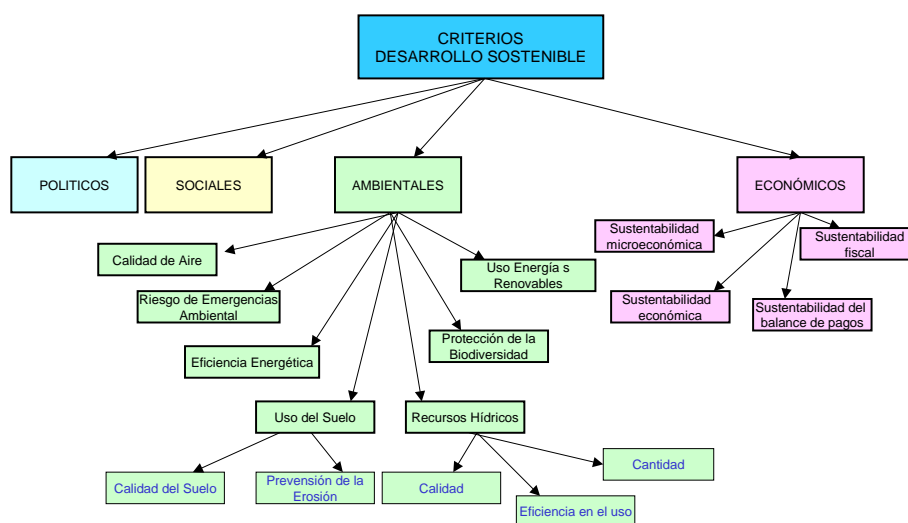 CRITERIOS
DESARROLLO SOSTENIBLE
POLITICOS
SOCIALES
AMBIENTALES
ECONÓMICOS
Calidad de Aire
Riesgo de Emergencias
Ambiental
Eficiencia Energética
Uso Energía s
Renovables
Protección de la
Biodiversidad
Sustentabilidad
microeconómica
Sustentabilidad
fiscal
Sustentabilidad
económica
Sustentabilidad del
balance de pagos
Uso del Suelo
Recursos Hídricos
Calidad del Suelo
Prevensión de la
Erosión
Calidad
Eficiencia en el uso
Cantidad